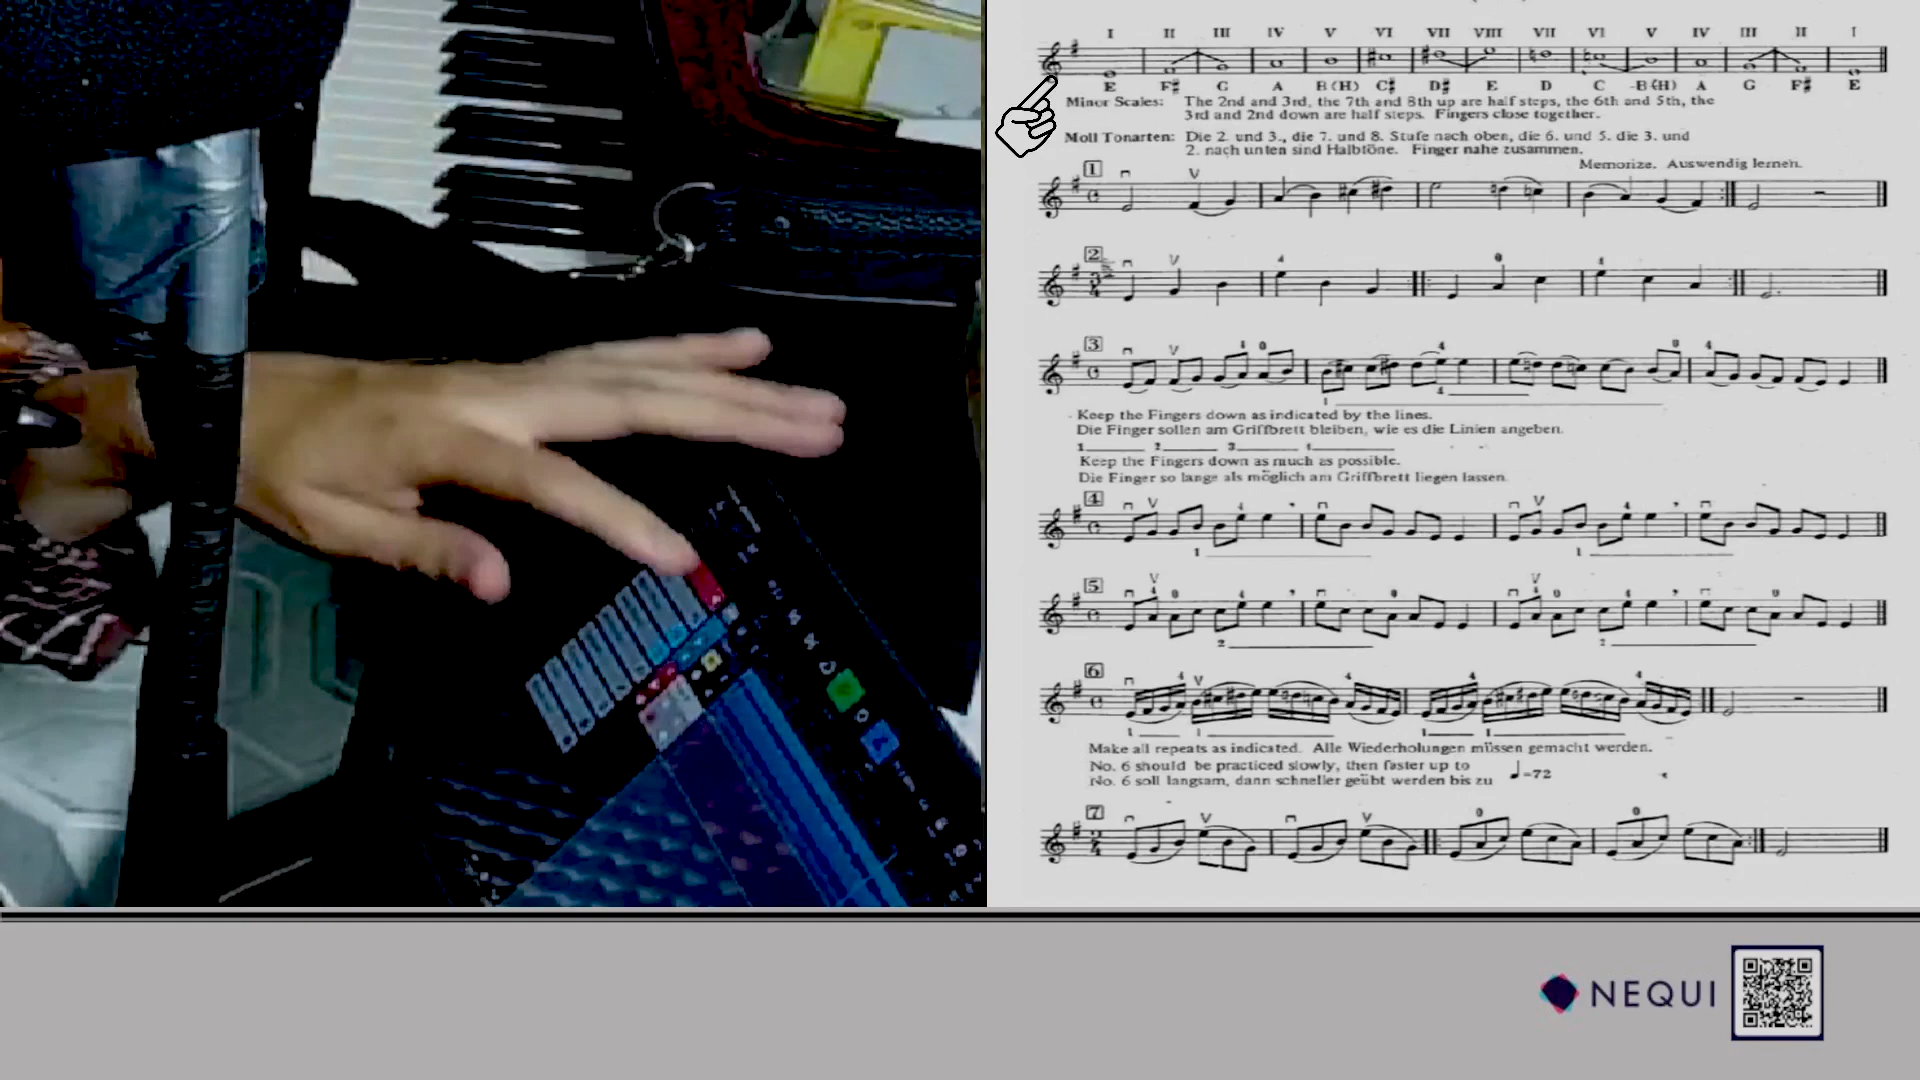 I II III IV V VI VII VIII VII VI V IV III II I
E F♯ G A B(H) C♯ D♯ E D C B(H) A G F♯ E
Minor Scales: The 2nd and 3rd, the 7th and 8th up are half steps, the 6th and 5th, the
3rd and 2nd down are half steps. Fingers close together.
Moll Tonarten: Die 2. und 3., die 7. und 8. Stufe nach oben, die 6. und 5. die 3. und
2. nach unten sind Halbtöne. Finger nahe zusammen.
Memorize. Auswendig lernen.
1
2
3
Keep the Fingers down as indicated by the lines.
Die Finger sollen am Griffbrett bleiben, wie es die Linien angeben.
Keep the Fingers down as much as possible.
Die Finger so lange als möglich am Griffbrett liegen lassen.
4
5
6
Make all repeats as indicated. Alle Wiederholungen müssen gemacht werden.
No. 6 should be practiced slowly, then faster up to
No. 6 soll langsam, dann schneller geübt werden bis zu ♩=72
7
NEQUI